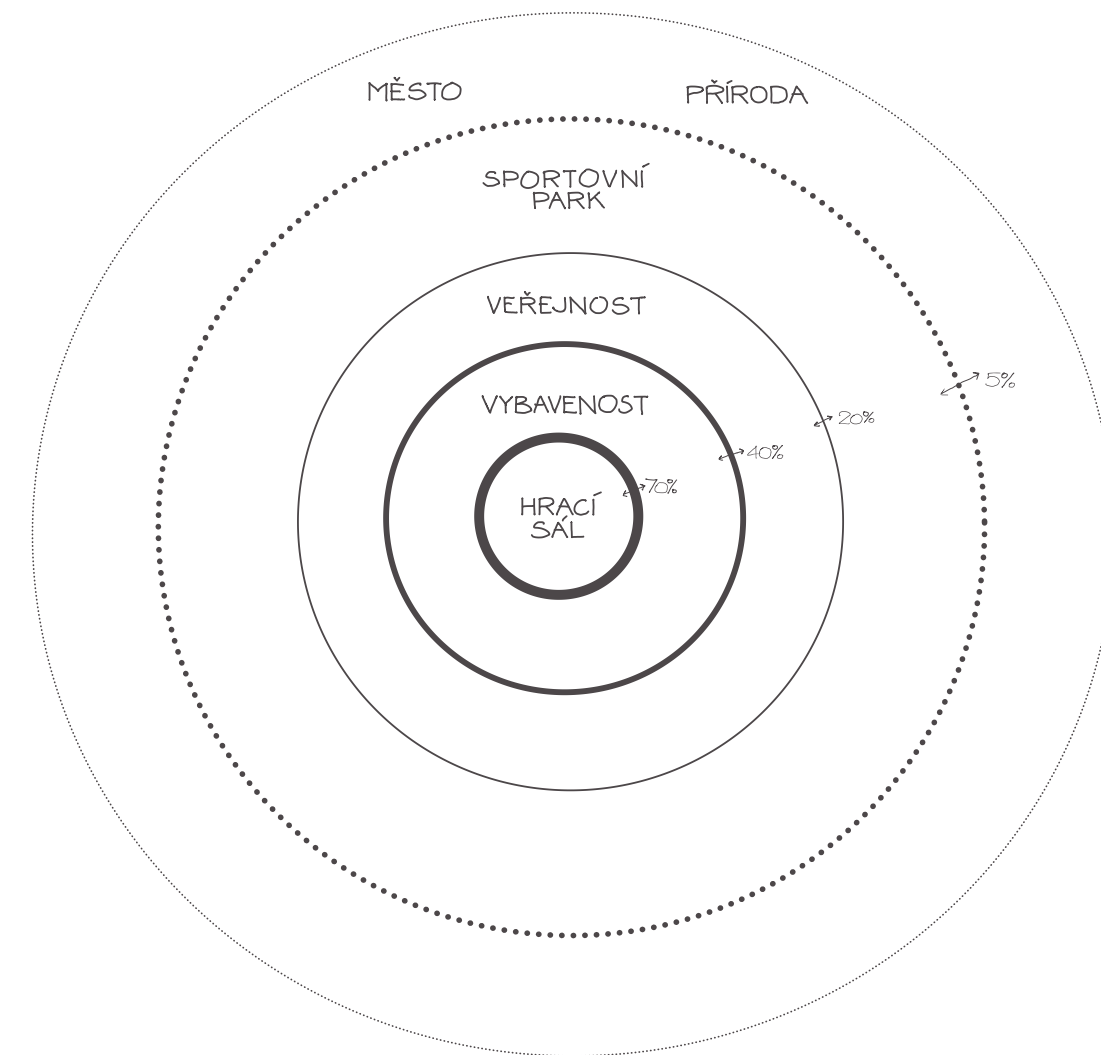 MĚSTO
PŘÍRODA
SPORTOVNÍ
PARK
VEŘEJNOST
5%
VYBAVENOST
20%
40%
70%
HRACÍ
SÁL